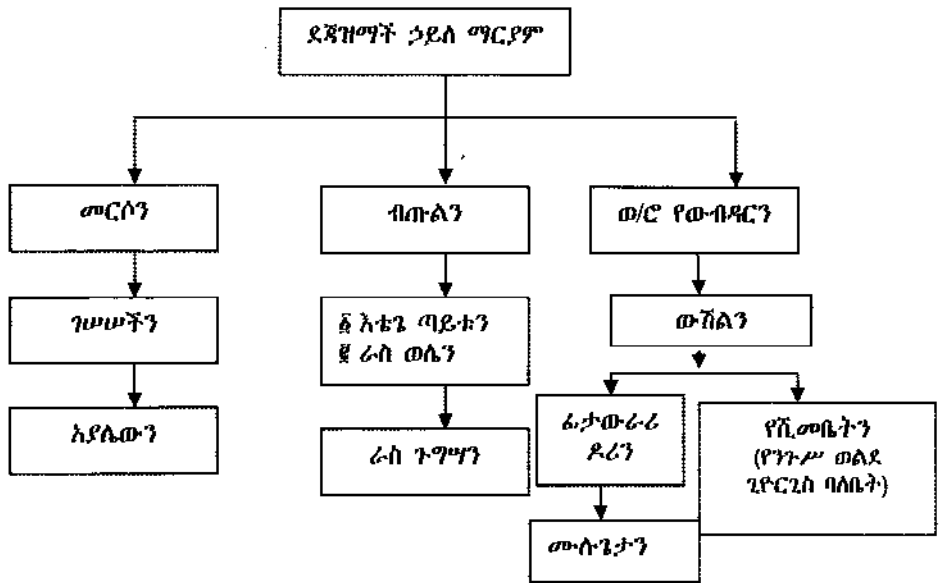 ደጃዝማች ኃይለ ማርያም
መርሶን
ብጡልን
ወ/ሮ የውብዳርን
ገሠሠችን
፩ እቴጌ ጣይቱን
፪ ራስ ወሌን
ውሽልን
አያሌውን
ራስ ጉግሣን
ፊታውራሪ
ዶሪን
የሺመቤትን
(የንጉሥ ወልደ
ጊዮርጊስ ባለቤት)
ሙሉጌታን